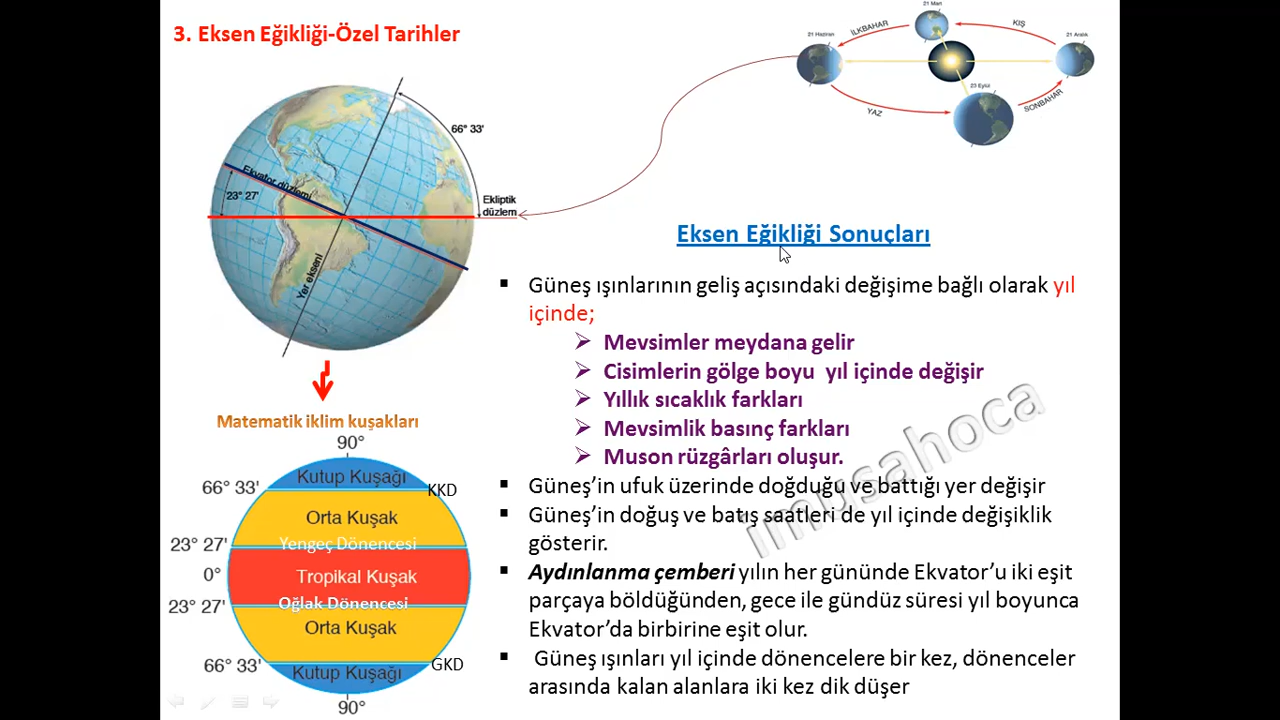 3. Eksen Eğikliği-Özel Tarihler
21 Mart
İLKBAHAR
KIŞ
21 Haziran
21 Aralık
23 Eylül
YAZ
SONBAHAR
66° 33'
Ekvator düzlemi
23° 27'
Ekliptik
düzlem
Yer ekseni
Eksen Eğikliği Sonuçları
Güneş ışınlarının geliş açısındaki değişime bağlı olarak yıl
içinde;
Mevsimler meydana gelir
Cisimlerin gölge boyu yıl içinde değişir
Yıllık sıcaklık farkları
Mevsimlik basınç farkları
Muson rüzgârları oluşur.
Güneş'in ufuk üzerinde doğduğu ve battığı yer değişir
Güneş'in doğuş ve batış saatleri de yıl içinde değişiklik
gösterir.
Aydınlanma çemberi yılın her gününde Ekvator'u iki eşit
parçaya böldüğünden, gece ile gündüz süresi yıl boyunca
Ekvator'da birbirine eşit olur.
Güneş ışınları yıl içinde dönencelere bir kez, dönenceler
arasında kalan alanlara iki kez dik düşer
imusahoca
Matematik iklim kuşakları
90°
Kutup Kuşağı
66° 33'
KKD
Orta Kuşak
23° 27'
Yengeç Dönencesi
0°
Tropikal Kuşak
23° 27'
Oğlak Dönencesi
Orta Kuşak
66° 33'
GKD
Kutup Kuşağı
90°